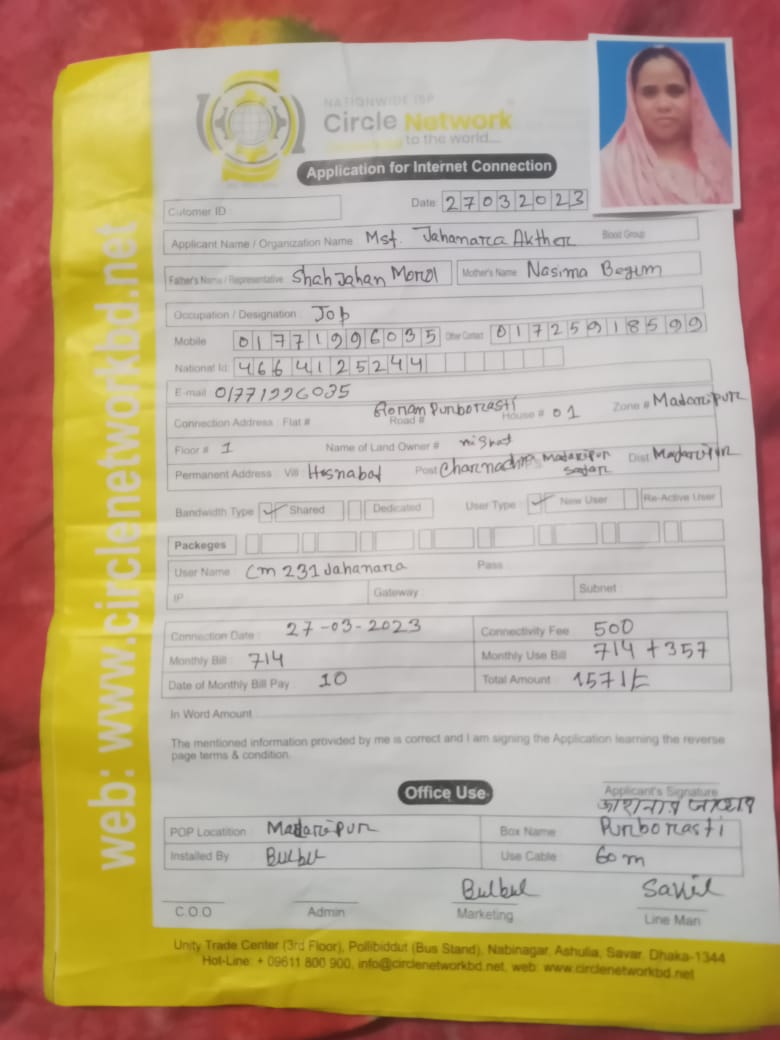 NATIONWIDE ISP
Circle Network
to the world...
Application for Internet Connection
Cutomer ID :
Date: 27032023
Applicant Name / Organization Name : Mst. Jahanara Akther Blood Group
Father's Name / Representative Shah Jahan Morol Mother's Name Nasima Begum
Occupation / Designation : Job
Mobile 01771996035 Other Contact 01725918599
National Id 4664125244
E-mail 01771996035
Connection Address : Flat # Road # House # 01 Zone # Madaripur
Floor # 1 Name of Land Owner # nishat
Permanent Address Vill Hosnabad Post Dist Madaripur
Madaripur
sadar
Bandwidth Type : Shared Dedicated User Type : New User Re-Active User
Packeges
User Name : Cm 231 Jahanara Pass :
IP : Gateway Subnet :
Connection Date : 27-03-2023 Connectivity Fee 500
Monthly Bill : 714 Monthly Use Bill 714 + 357
Date of Monthly Bill Pay 10 Total Amount 1571/=
In Word Amount
The mentioned information provided by me is correct and I am signing the Application learning the reverse
page terms & condition.
Office Use
Applicant's Signature
POP Locatition Madaripur Box Name Purborasti
Installed By Bulbul Use Cable 60 m
Bulbul
C.O.O Admin Marketing Line Man
Unity Trade Center (3rd Floor), Pollibiddut (Bus Stand), Nabinagar, Ashulia, Savar, Dhaka-1344
Hot-Line: + 09611 800 900, info@circlenetworkbd.net, web: www.circlenetworkbd.net
web: www.circlenetworkbd.net